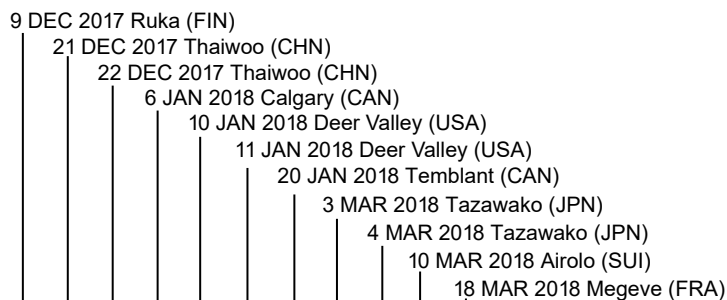 9 DEC 2017 Ruka (FIN)
21 DEC 2017 Thaiwoo (CHN)
22 DEC 2017 Thaiwoo (CHN)
6 JAN 2018 Calgary (CAN)
10 JAN 2018 Deer Valley (USA)
11 JAN 2018 Deer Valley (USA)
20 JAN 2018 Temblant (CAN)
3 MAR 2018 Tazawako (JPN)
4 MAR 2018 Tazawako (JPN)
10 MAR 2018 Airolo (SUI)
18 MAR 2018 Megeve (FRA)